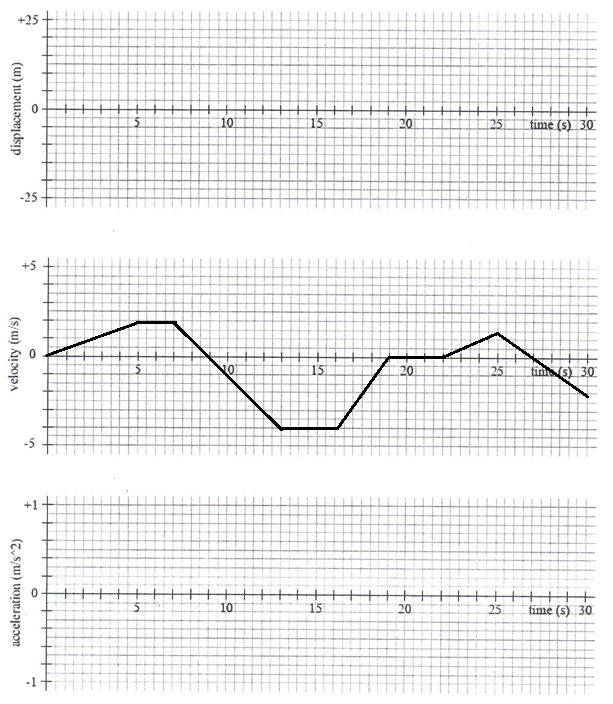 +25
displacement (m)
0
5 10 15 20 25 time (s) 30
-25
+5
velocity (m/s)
0
5 10 15 20 25 time (s) 30
-5
+1
acceleration (m/s^2)
0
5 10 15 20 25 time (s) 30
-1